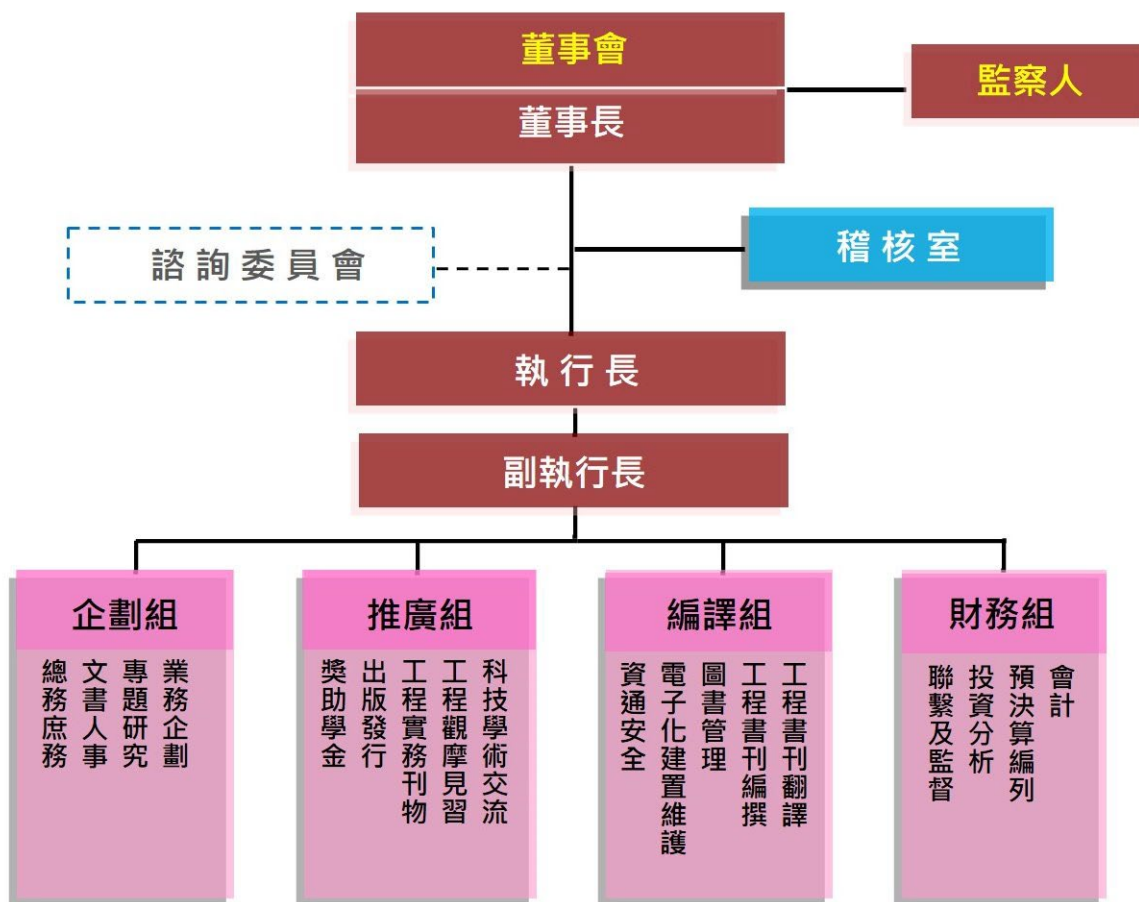 董事會
監察人
董事長
諮詢委員會
稽核室
執行長
副執行長
企劃組
業務企劃
專題研究
文書人事
總務庶務
推廣組
科技學術交流
工程觀摩見習
工程實務刊物
出版發行
獎助學金
編譯組
工程書刊翻譯
工程書刊編撰
圖書管理
電子化建置維護
資通安全
財務組
會計
預決算編列
投資分析
聯繫及監督